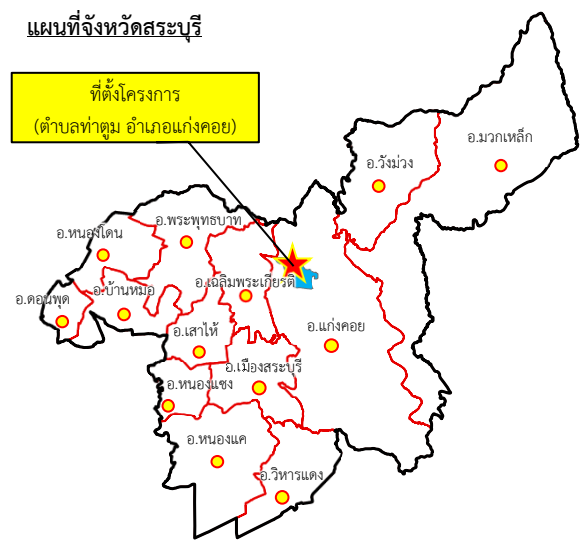 แผนที่จังหวัดสระบุรี
ที่ตั้งโครงการ
(ตำบลท่าตูม อำเภอแก่งคอย)
อ.มวกเหล็ก
อ.วังม่วง
อ.พระพุทธบาท
อ.หนองโดน
อ.เฉลิมพระเกียรติ
อ.บ้านหมอ
อ.ดอนพุด
อ.แก่งคอย
อ.เสาไห้
อ.เมืองสระบุรี
อ.หนองแซง
อ.หนองแค
อ.วิหารแดง